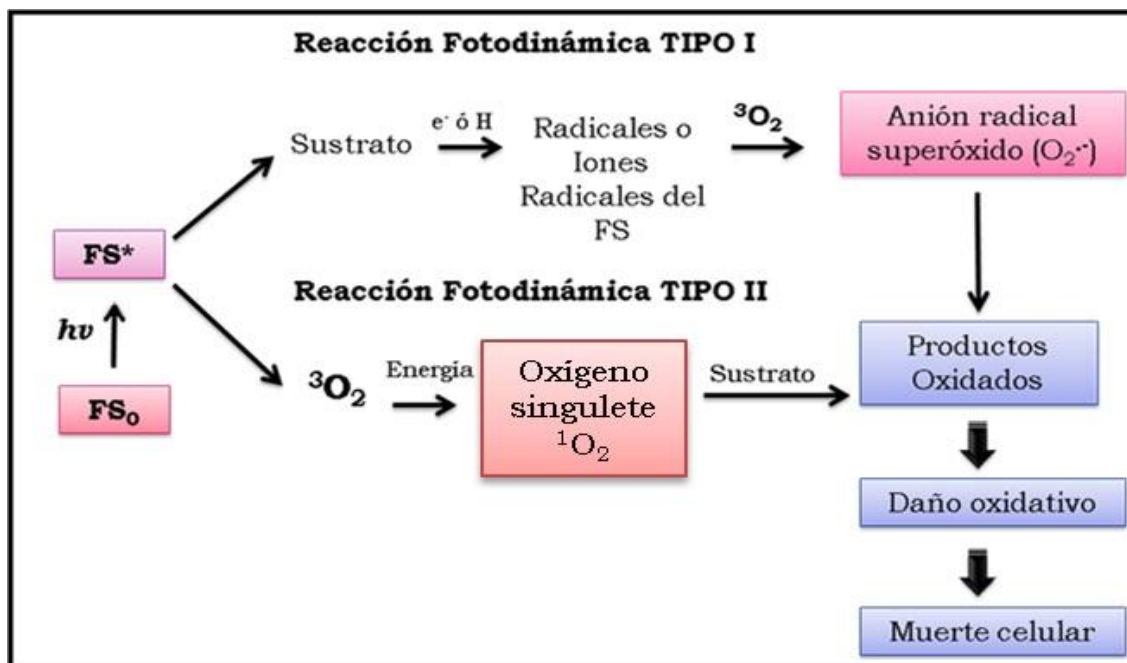 Reacción Fotodinámica TIPO I
Sustrato
e- ó H
Radicales o
Iones
Radicales del
FS
³O₂
Anión radical
superóxido (O₂·-)
FS*
hν
FS₀
Reacción Fotodinámica TIPO II
³O₂
Energía
Oxígeno
singulete
¹O₂
Sustrato
Productos
Oxidados
Daño oxidativo
Muerte celular